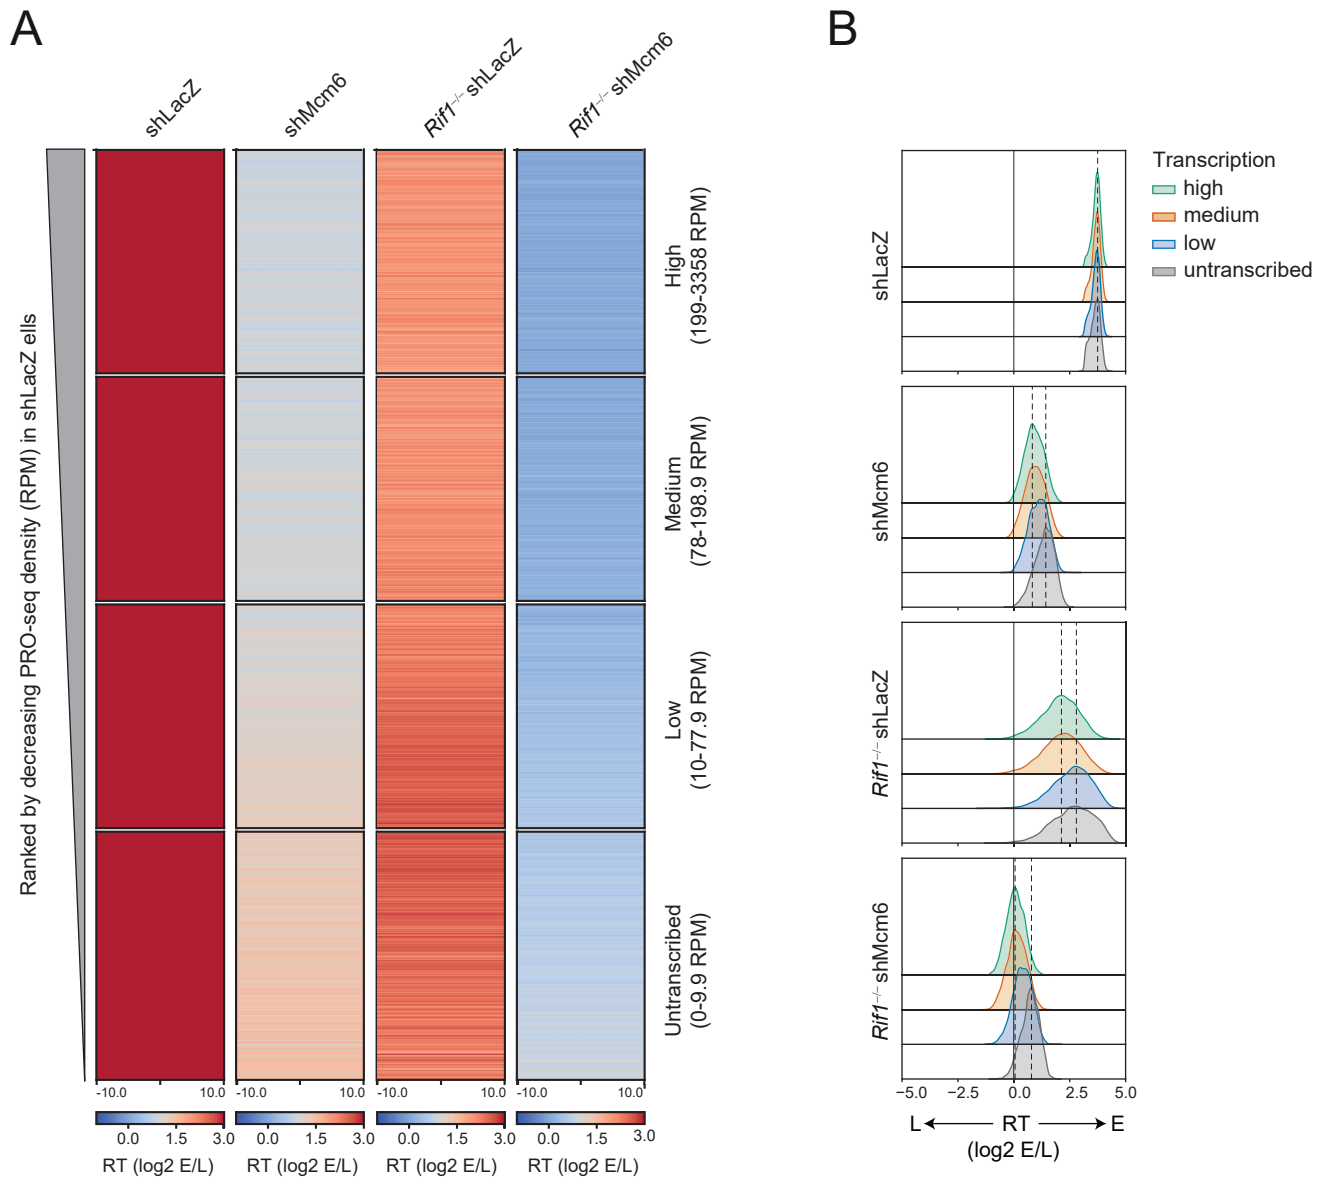 A
B
shLacZ
shMcm6
Rif1⁻/⁻ shLacZ
Rif1⁻/⁻ shMcm6
Ranked by decreasing PRO-seq density (RPM) in shLacZ ells
High
(199-3358 RPM)
Medium
(78-198.9 RPM)
Low
(10-77.9 RPM)
Untranscribed
(0-9.9 RPM)
-10.0 10.0
-10.0 10.0
-10.0 10.0
-10.0 10.0
0.0 1.5 3.0
0.0 1.5 3.0
0.0 1.5 3.0
0.0 1.5 3.0
RT (log2 E/L)
RT (log2 E/L)
RT (log2 E/L)
RT (log2 E/L)
shLacZ
shMcm6
Rif1⁻/⁻ shLacZ
Rif1⁻/⁻ shMcm6
Transcription
high
medium
low
untranscribed
−5.0 −2.5 0.0 2.5 5.0
L RT E
(log2 E/L)